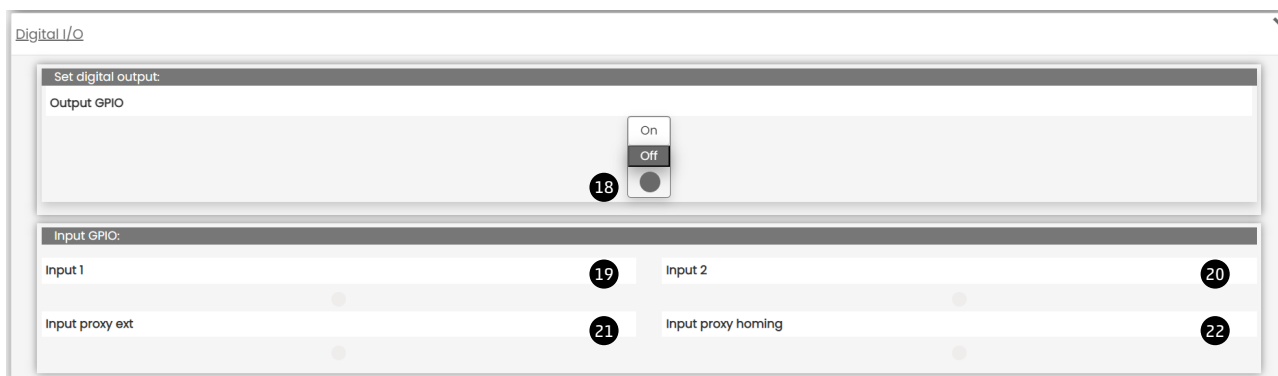 Digital I/O
Set digital output:
Output GPIO
On
Off
18
Input GPIO:
Input 1
19
Input 2
20
Input proxy ext
21
Input proxy homing
22